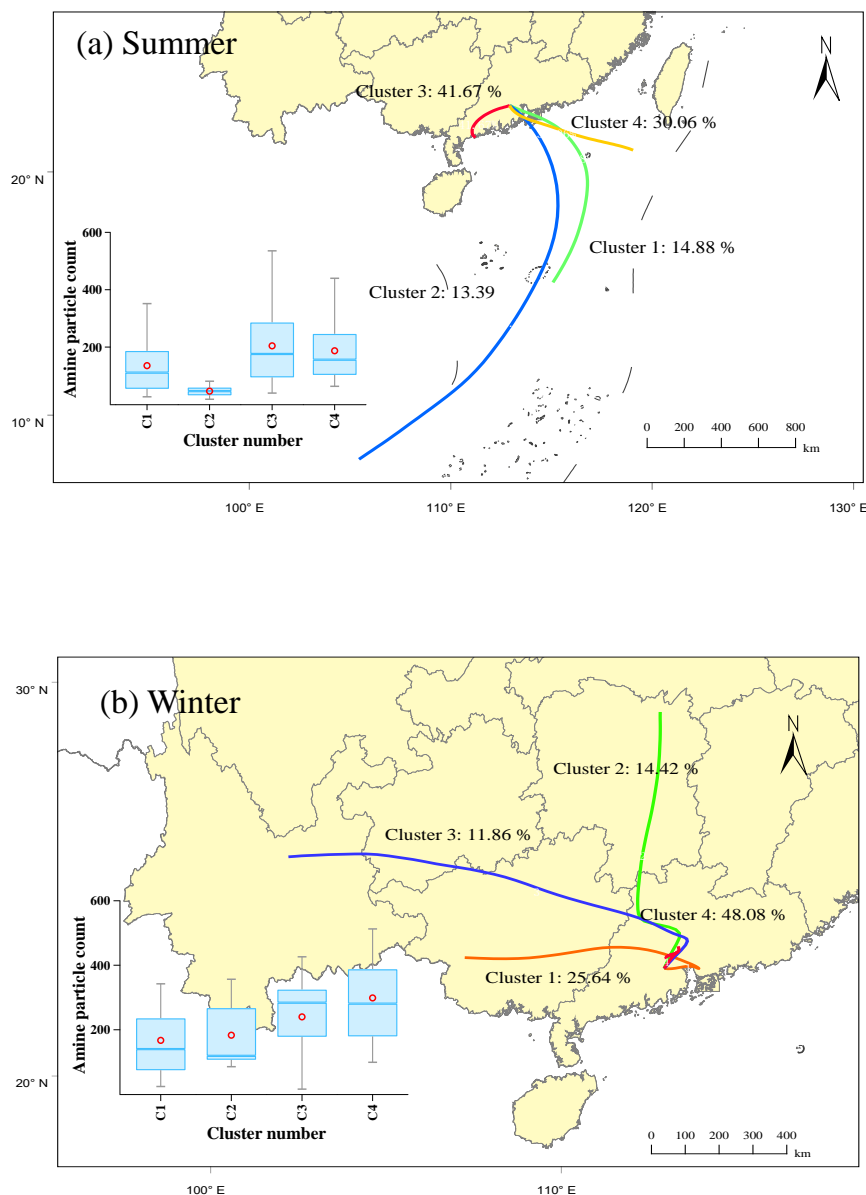 (a) Summer
N
Cluster 3: 41.67 %
Cluster 4: 30.06 %
20° N
Cluster 1: 14.88 %
Cluster 2: 13.39
600
400
200
Amine particle count
C1
C2
C3
C4
Cluster number
10° N
0 200 400 600 800
km
100° E
110° E
120° E
130° E
30° N
(b) Winter
N
Cluster 2: 14.42 %
Cluster 3: 11.86 %
Cluster 4: 48.08 %
Cluster 1: 25.64 %
600
400
200
Amine particle count
C1
C2
C3
C4
Cluster number
20° N
0 100 200 300 400
km
100° E
110° E